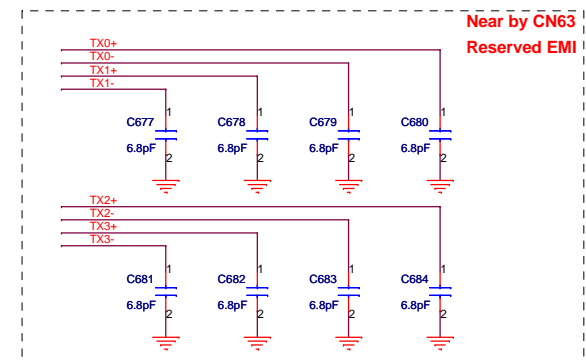 Near by CN63
Reserved EMI
TX0+
TX0-
TX1+
TX1-
1 1 1 1
C677 C678 C679 C680
6.8pF 6.8pF 6.8pF 6.8pF
2 2 2 2
TX2+
TX2-
TX3+
TX3-
1 1 1 1
C681 C682 C683 C684
6.8pF 6.8pF 6.8pF 6.8pF
2 2 2 2